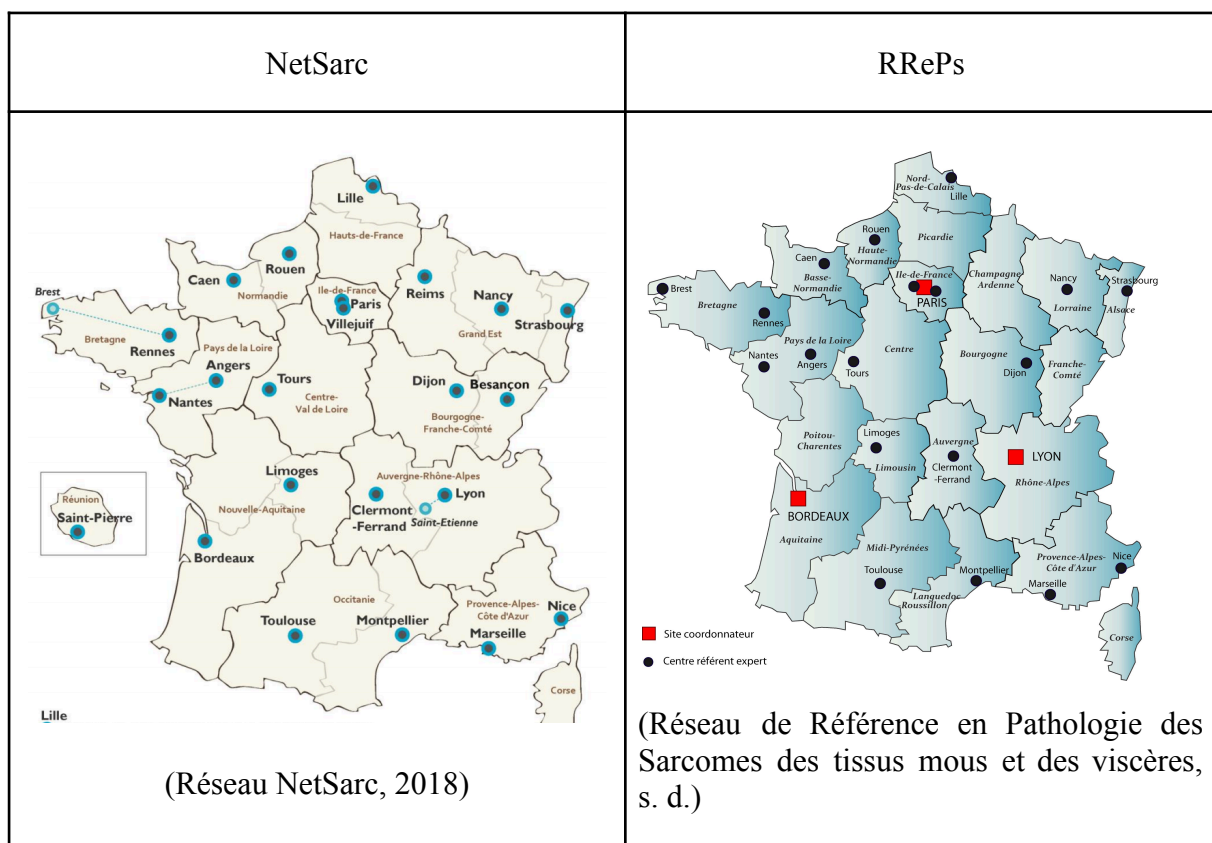 NetSarc
RRePs
Lille
Hauts-de-France
Rouen
Caen
Normandie
Reims
Ile-de-France
Paris
Villejuif
Nancy
Strasbourg
Grand Est
Brest
Bretagne
Rennes
Pays de la Loire
Angers
Nantes
Tours
Centre-
Val de Loire
Dijon
Besançon
Bourgogne-
Franche-Comté
Limoges
Nouvelle-Aquitaine
Auvergne-Rhône-Alpes
Clermont
-Ferrand
Lyon
Saint-Etienne
Réunion
Saint-Pierre
Bordeaux
Occitanie
Toulouse
Montpellier
Provence-Alpes-
Côte d'Azur
Nice
Marseille
Corse
Lille
(Réseau NetSarc, 2018)
Nord-
Pas-de-Calais
Lille
Picardie
Rouen
Haute-
Normandie
Caen
Basse-
Normandie
Ile-de-France
PARIS
Champagne
Ardenne
Nancy
Lorraine
Strasbourg
Alsace
Brest
Bretagne
Rennes
Pays de la Loire
Angers
Nantes
Tours
Centre
Bourgogne
Dijon
Franche-
Comté
Poitou-
Charentes
Limoges
Limousin
Auvergne
Clermont
-Ferrand
LYON
Rhône-Alpes
BORDEAUX
Aquitaine
Midi-Pyrénées
Toulouse
Montpellier
Languedoc
-Roussillon
Provence-Alpes-
Côte d'Azur
Nice
Marseille
Corse
Site coordonnateur
Centre référent expert
(Réseau de Référence en Pathologie des
Sarcomes des tissus mous et des viscères,
s. d.)